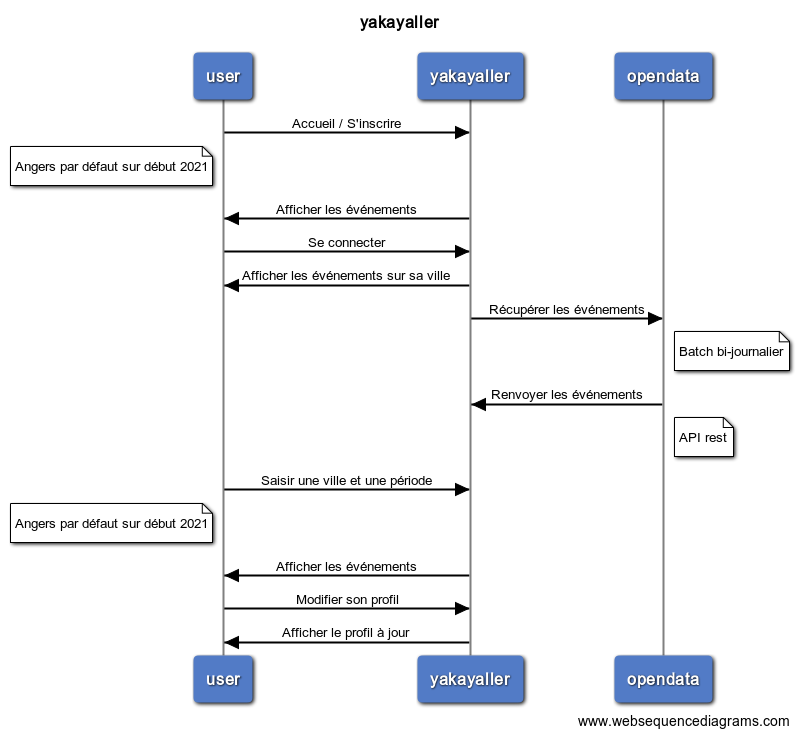 yakayaller
user
yakayaller
opendata
Accueil / S'inscrire
Angers par défaut sur début 2021
Afficher les événements
Se connecter
Afficher les événements sur sa ville
Récupérer les événements
Batch bi-journalier
Renvoyer les événements
API rest
Saisir une ville et une période
Angers par défaut sur début 2021
Afficher les événements
Modifier son profil
Afficher le profil à jour
user
yakayaller
opendata
www.websequencediagrams.com